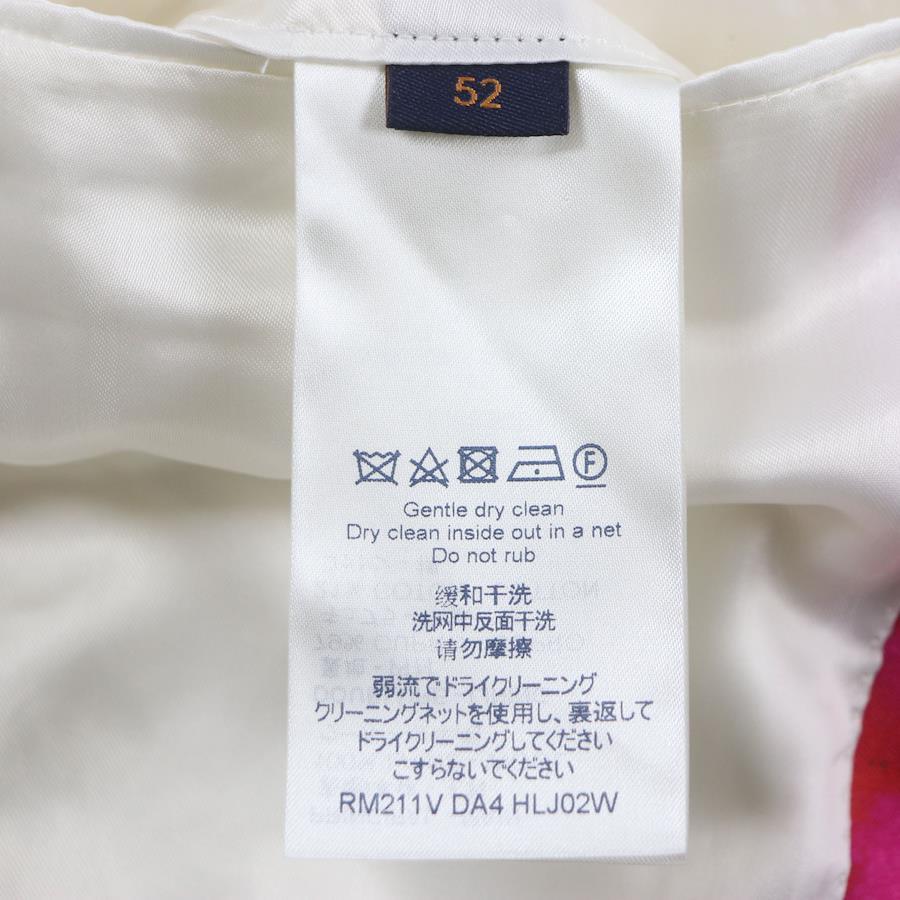 52
F
Gentle dry clean
Dry clean inside out in a net
Do not rub
缓和干洗
洗网中反面干洗
请勿摩擦
弱流でドライクリーニング
クリーニングネットを使用し、裏返して
ドライクリーニングしてください
こすらないでください
RM211V DA4 HLJ02W